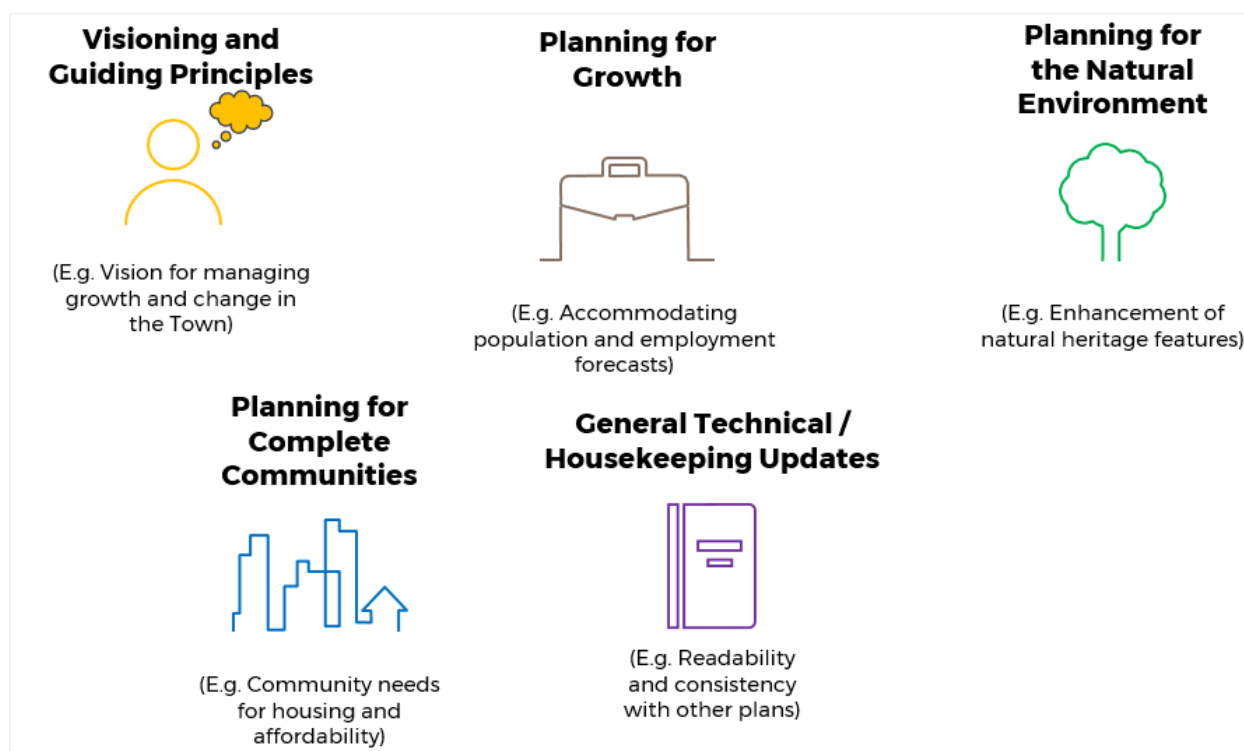 Visioning and
Guiding Principles
(E.g. Vision for managing
growth and change in
the Town)
Planning for
Growth
(E.g. Accommodating
population and employment
forecasts)
Planning for
the Natural
Environment
(E.g. Enhancement of
natural heritage features)
Planning for
Complete
Communities
(E.g. Community needs
for housing and
affordability)
General Technical /
Housekeeping Updates
(E.g. Readability
and consistency
with other plans)